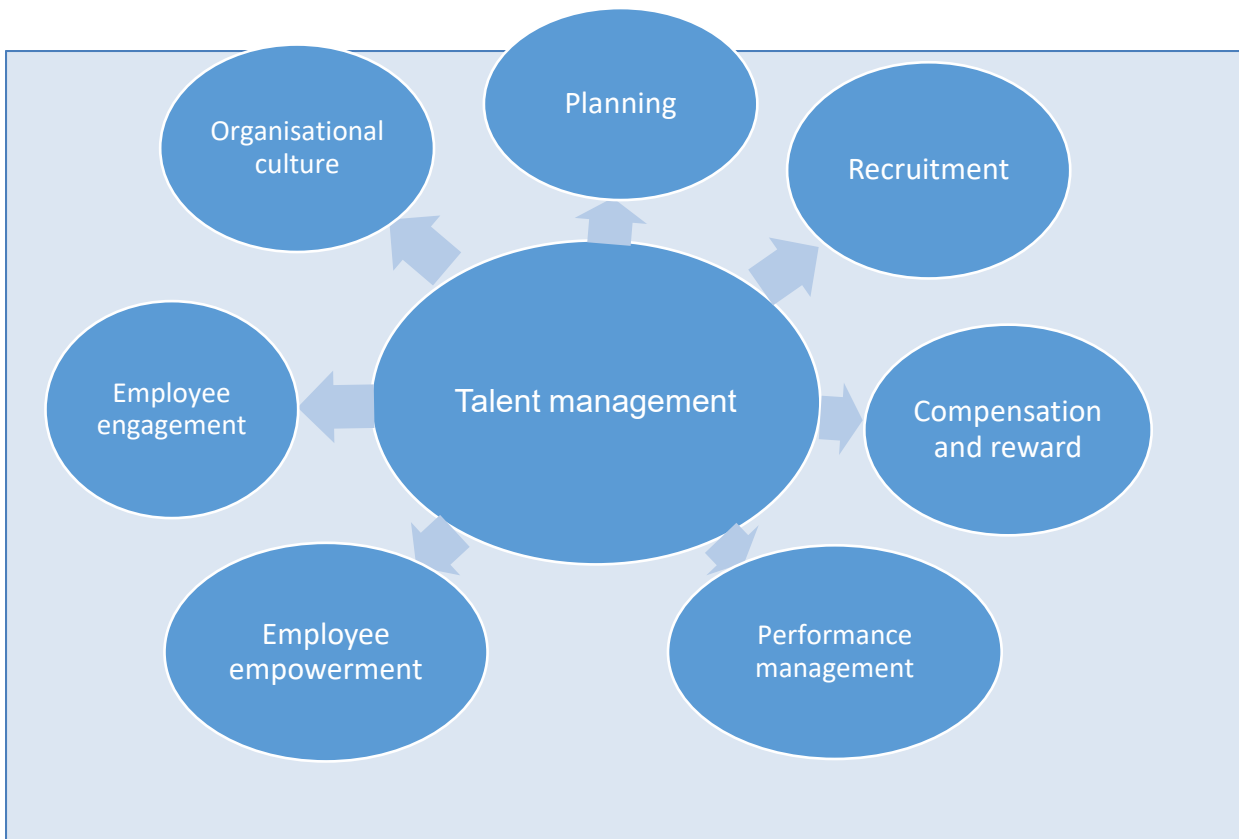 Planning
Organisational
culture
Recruitment
Employee
engagement
Talent management
Compensation
and reward
Employee
empowerment
Performance
management